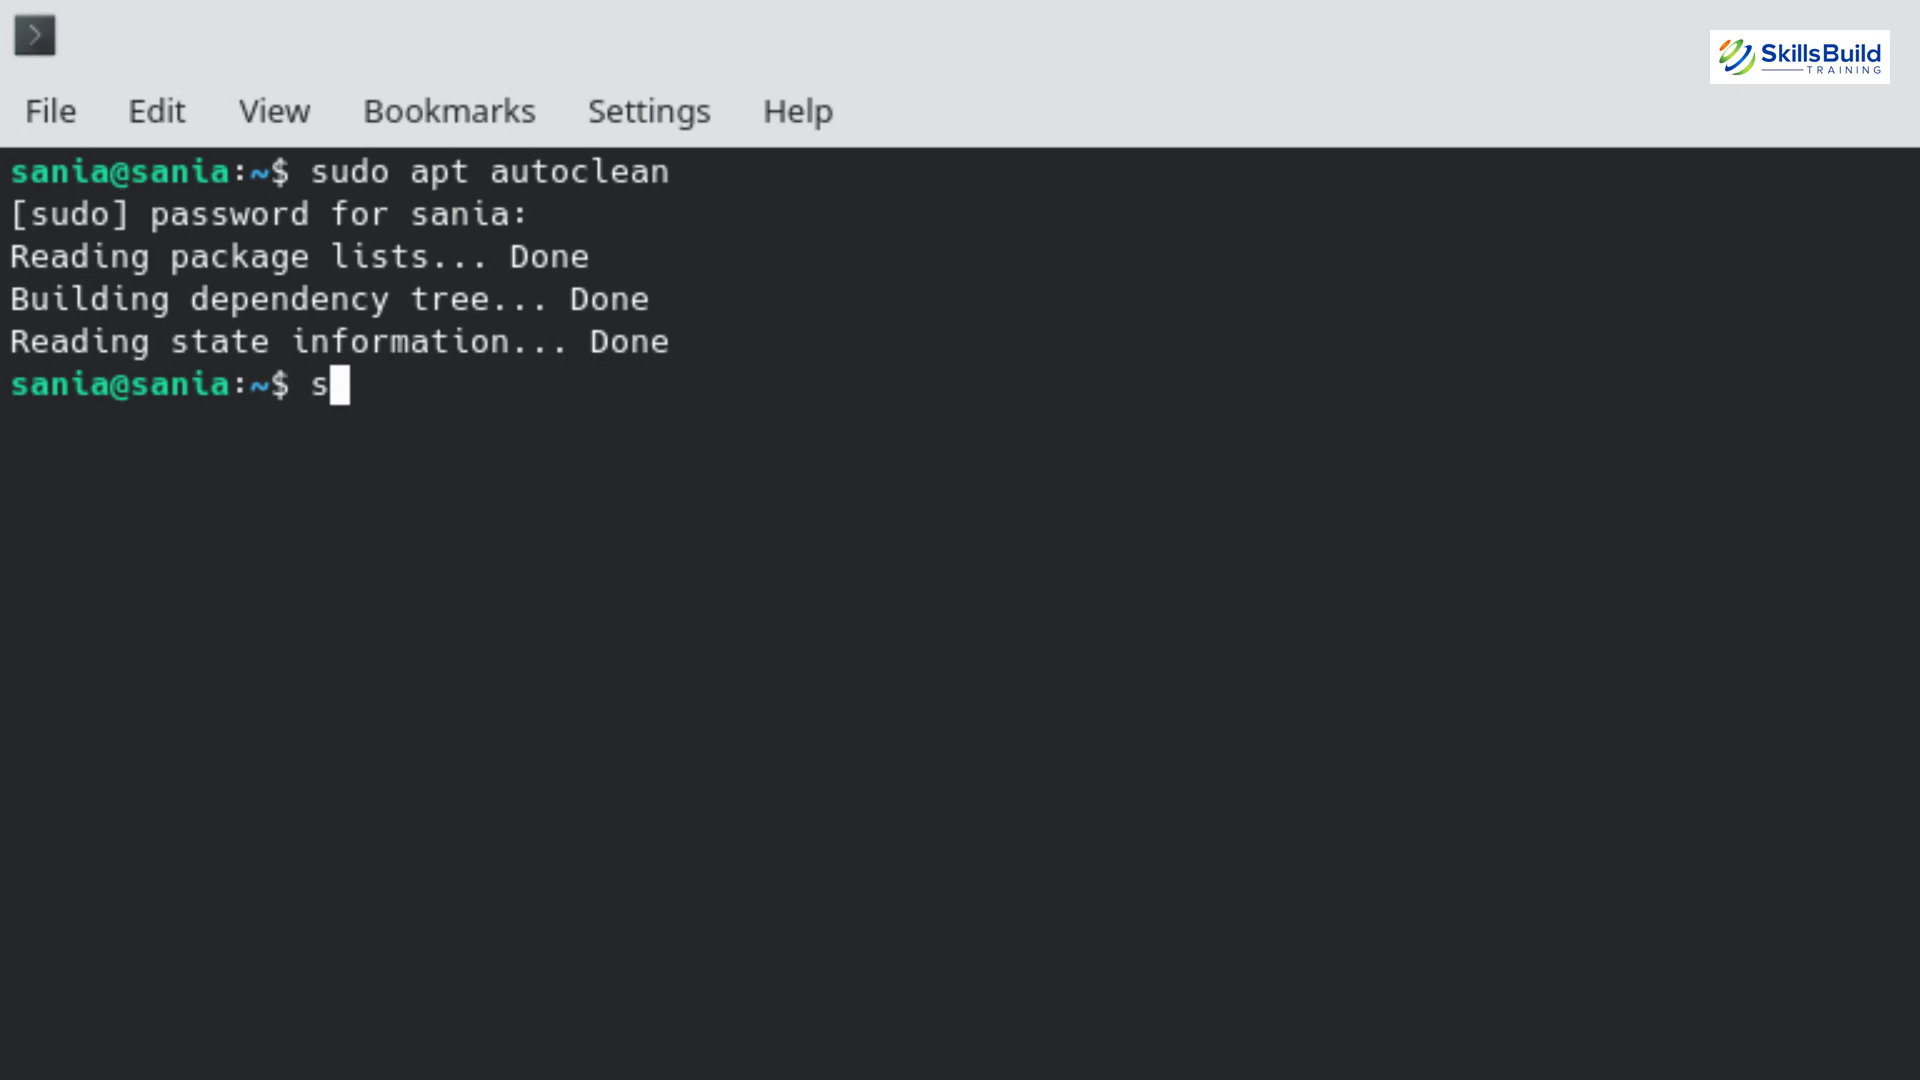 SkillsBuild
TRAINING
File Edit View Bookmarks Settings Help
sania@sania:~$ sudo apt autoclean
[sudo] password for sania:
Reading package lists... Done
Building dependency tree... Done
Reading state information... Done
sania@sania:~$ s